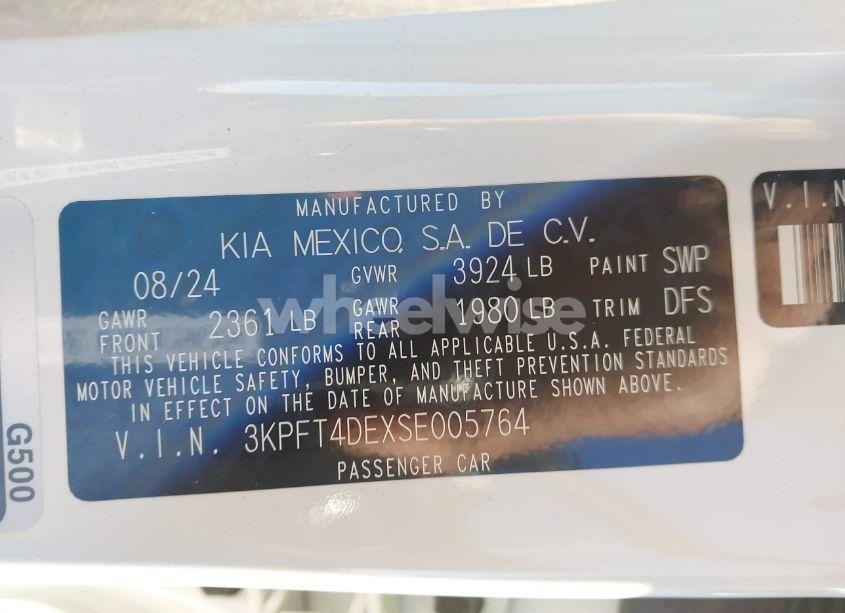 MANUFACTURED BY
KIA MEXICO, S.A. DE C.V.
08/24 GVWR 3924 LB PAINT SWP
GAWR FRONT 2361 LB GAWR REAR 1980 LB TRIM DFS
THIS VEHICLE CONFORMS TO ALL APPLICABLE U.S.A. FEDERAL
MOTOR VEHICLE SAFETY, BUMPER, AND THEFT PREVENTION STANDARDS
IN EFFECT ON THE DATE OF MANUFACTURE SHOWN ABOVE.
V.I.N. 3KPFT4DEXSE005764
PASSENGER CAR
V.I.N
G500
wheelwise